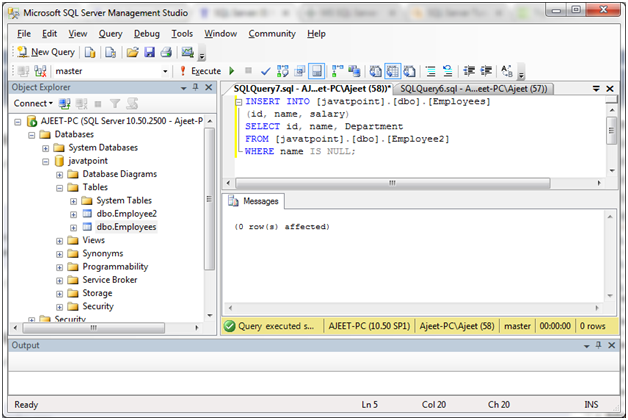 Microsoft SQL Server Management Studio
File Edit View Query Debug Tools Window Community Help
New Query
master Execute
Object Explorer
Connect
AJEET-PC (SQL Server 10.50.2500 - Ajeet-P
Databases
System Databases
javatpoint
Database Diagrams
Tables
System Tables
dbo.Employee2
dbo.Employees
Views
Synonyms
Programmability
Service Broker
Storage
Security
Security
SQLQuery7.sql - AJ...eet-PC\Ajeet (58))* SQLQuery6.sql - A...eet-PC\Ajeet (57))
INSERT INTO [javatpoint].[dbo].[Employees]
(id, name, salary)
SELECT id, name, Department
FROM [javatpoint].[dbo].[Employee2]
WHERE name IS NULL;
Messages
(0 row(s) affected)
Query executed s... AJEET-PC (10.50 SP1) Ajeet-PC\Ajeet (58) master 00:00:00 0 rows
Output
Ready Ln 5 Col 20 Ch 20 INS